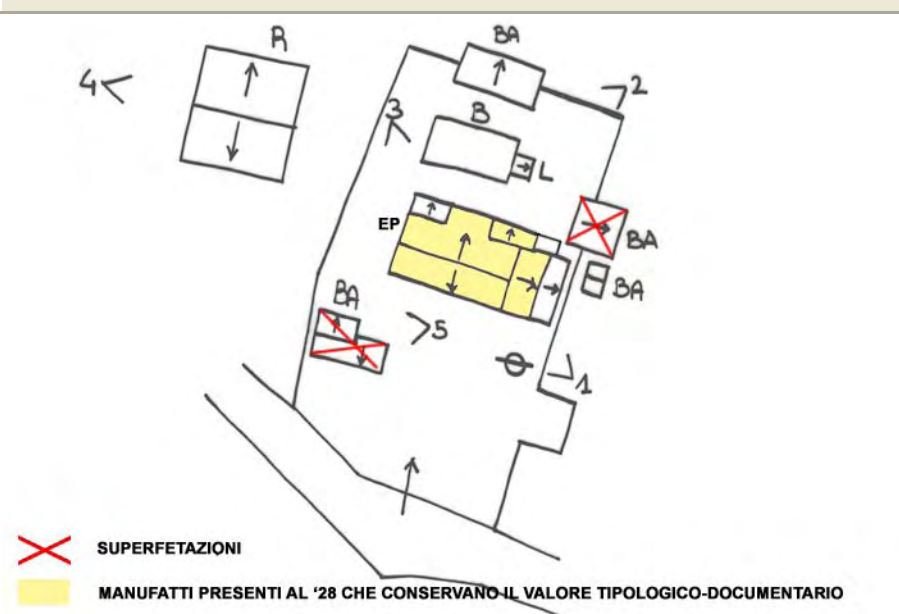 R
BA
4
2
3
B
L
EP
BA
BA
BA
5
1
SUPERFETAZIONI
MANUFATTI PRESENTI AL '28 CHE CONSERVANO IL VALORE TIPOLOGICO-DOCUMENTARIO